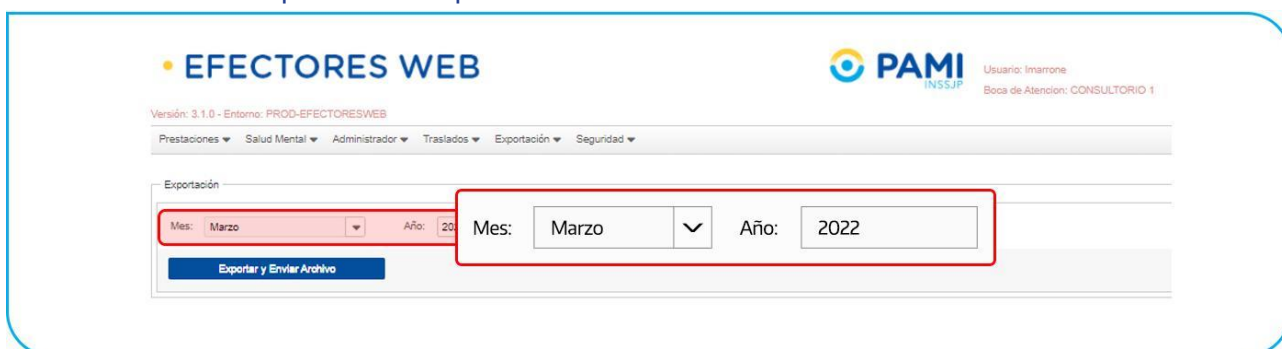 • EFECTORES WEB
PAMI
INSSJP
Usuario: lmarrone
Boca de Atencion: CONSULTORIO 1
Versión: 3.1.0 - Entorno: PROD-EFECTORESWEB
Prestaciones Salud Mental Administrador Traslados Exportación Seguridad
Exportación
Mes: Marzo Año: 202
Mes: Marzo Año: 2022
Exportar y Enviar Archivo